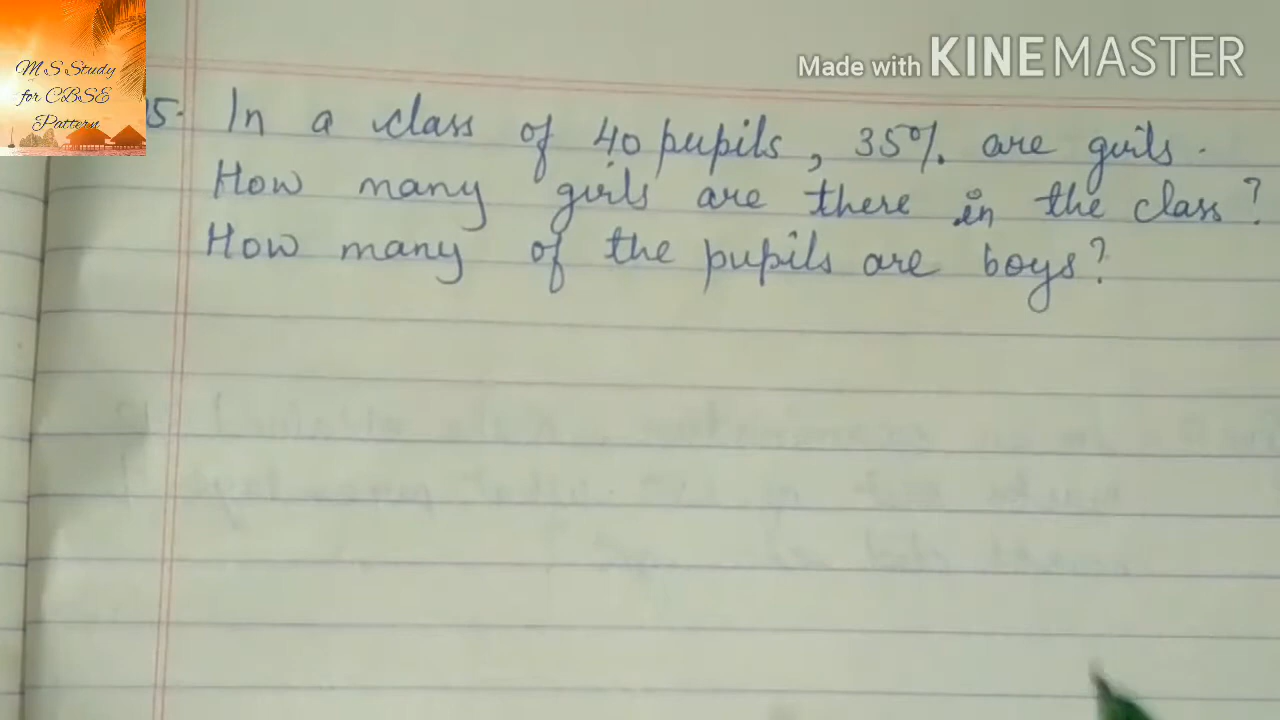 M.S Study
for CBSE
Pattern
Made with KINEMASTER
5. In a class of 40 pupils, 35% are girls.
How many girls are there in the class?
How many of the pupils are boys?